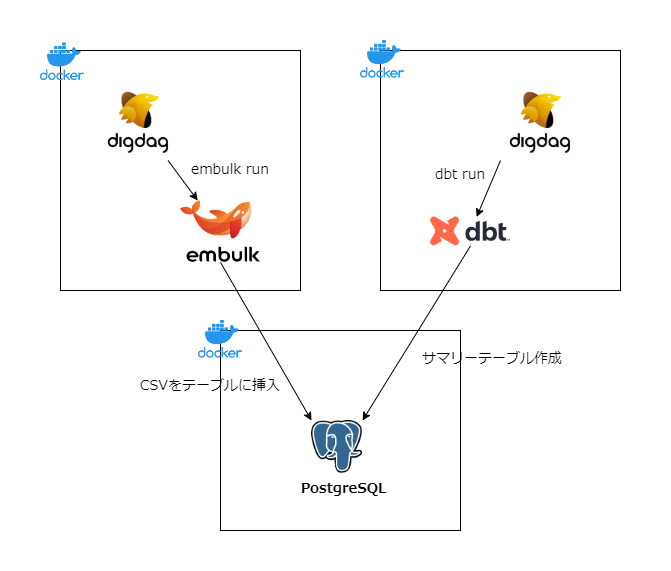 docker
docker
digdag
digdag
embulk run
dbt run
embulk
dbt
docker
サマリーテーブル作成
CSVをテーブルに挿入
PostgreSQL